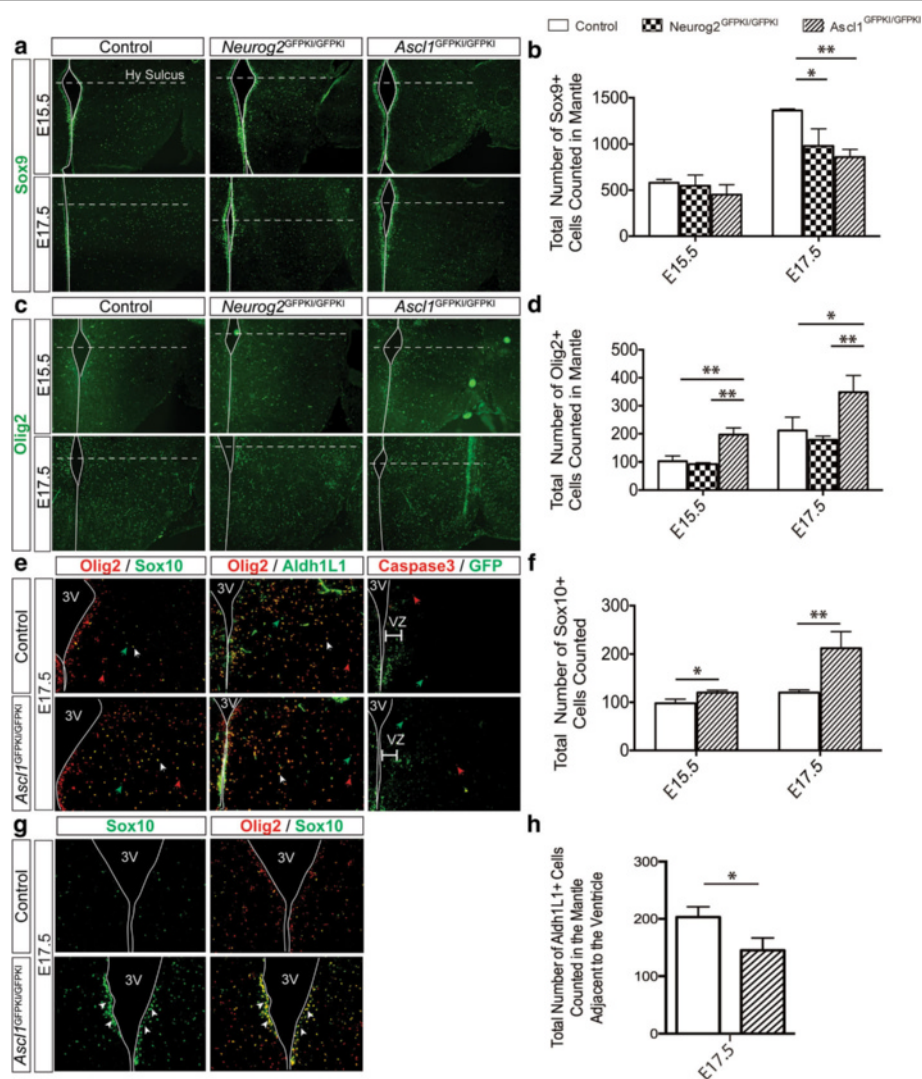 Control Neurog2GFPKI/GFPKI Ascl1GFPKI/GFPKI
a
Control Neurog2GFPKI/GFPKI Ascl1GFPKI/GFPKI
Sox9
E15.5
Hy Sulcus
E17.5
b
Total Number of Sox9+
Cells Counted in Mantle
1500
1000
500
0
* **
E15.5 E17.5
c
Control Neurog2GFPKI/GFPKI Ascl1GFPKI/GFPKI
Olig2
E15.5
E17.5
d
Total Number of Olig2+
Cells Counted in Mantle
500
400
300
200
100
0
** ** * **
E15.5 E17.5
e
Olig2 / Sox10 Olig2 / Aldh1L1 Caspase3 / GFP
E17.5
Control
3V 3V 3V
VZ
Ascl1GFPKI/GFPKI
3V 3V 3V
VZ
f
Total Number of Sox10+
Cells Counted
300
200
100
0
* **
E15.5 E17.5
g
Sox10 Olig2 / Sox10
E17.5
Control
3V 3V
Ascl1GFPKI/GFPKI
3V 3V
h
Total Number of Aldh1L1+ Cells
Counted in the Mantle
Adjacent to the Ventricle
300
200
100
0
*
E17.5